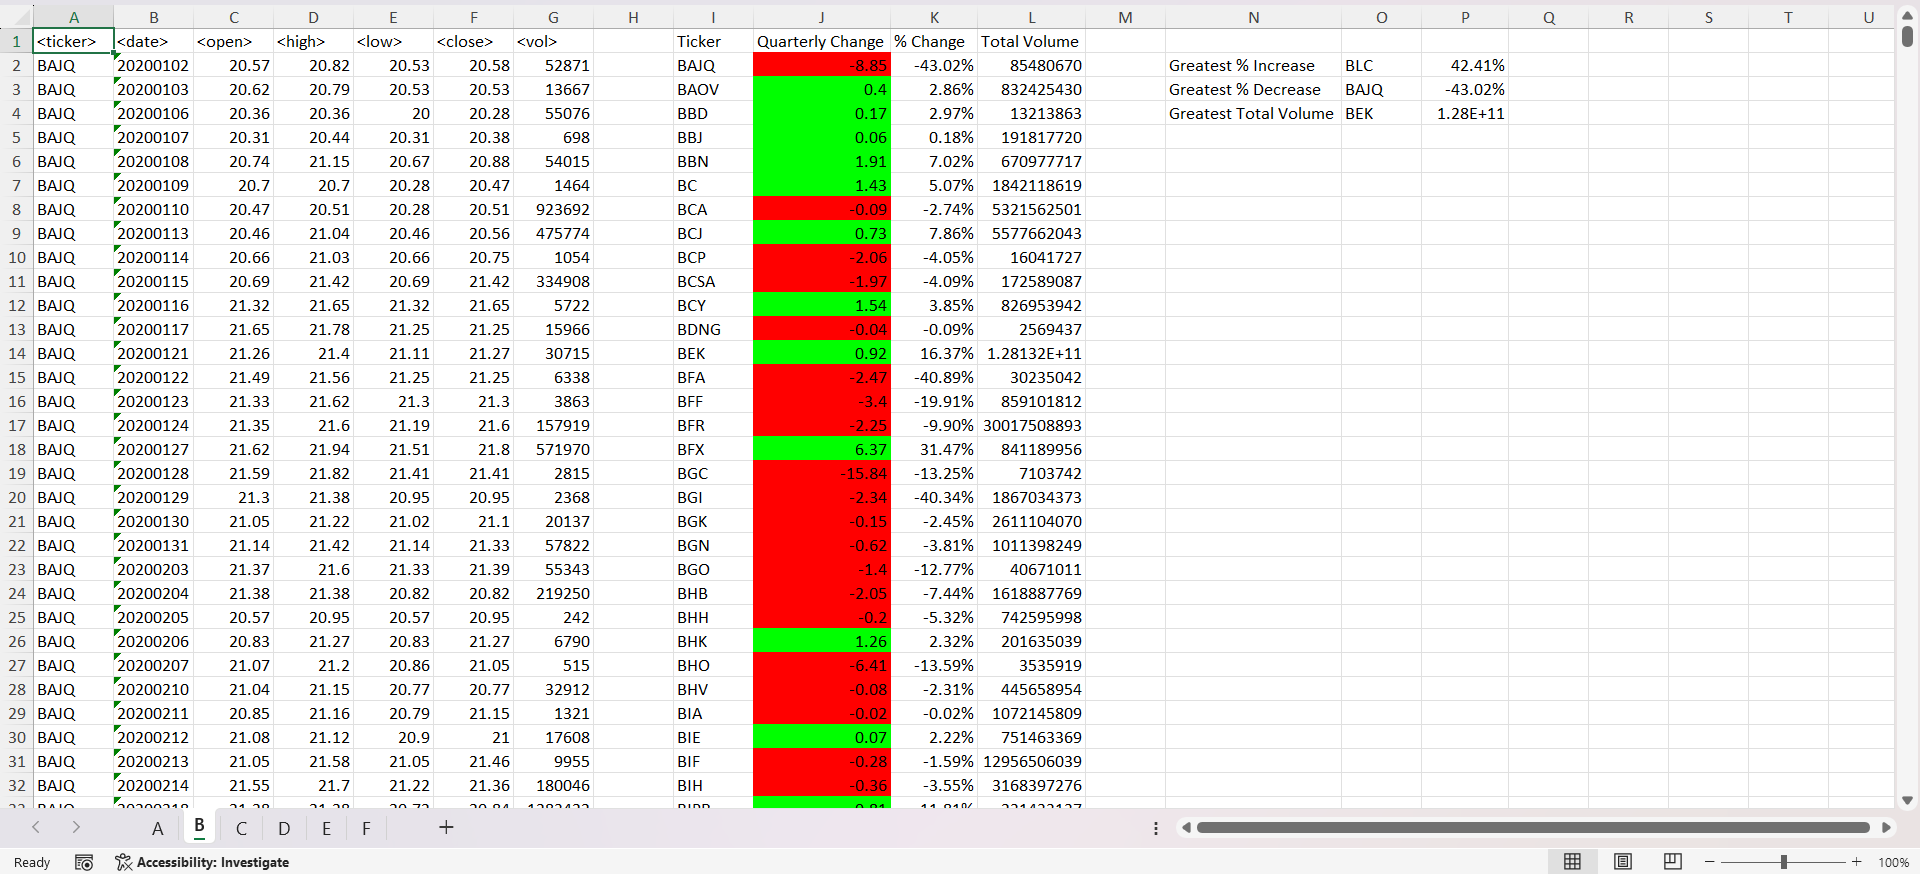 A B C D E F G H I J K L M N O P Q R S T U
1 <ticker> <date> <open> <high> <low> <close> <vol> Ticker Quarterly Change % Change Total Volume
2 BAJQ 20200102 20.57 20.82 20.53 20.58 52871 BAJQ -8.85 -43.02% 85480670 Greatest % Increase BLC 42.41%
3 BAJQ 20200103 20.62 20.79 20.53 20.53 13667 BAOV 0.4 2.86% 832425430 Greatest % Decrease BAJQ -43.02%
4 BAJQ 20200106 20.36 20.36 20 20.28 55076 BBD 0.17 2.97% 13213863 Greatest Total Volume BEK 1.28E+11
5 BAJQ 20200107 20.31 20.44 20.31 20.38 698 BBJ 0.06 0.18% 191817720
6 BAJQ 20200108 20.74 21.15 20.67 20.88 54015 BBN 1.91 7.02% 670977717
7 BAJQ 20200109 20.7 20.7 20.28 20.47 1464 BC 1.43 5.07% 1842118619
8 BAJQ 20200110 20.47 20.51 20.28 20.51 923692 BCA -0.09 -2.74% 5321562501
9 BAJQ 20200113 20.46 21.04 20.46 20.56 475774 BCJ 0.73 7.86% 5577662043
10 BAJQ 20200114 20.66 21.03 20.66 20.75 1054 BCP -2.06 -4.05% 16041727
11 BAJQ 20200115 20.69 21.42 20.69 21.42 334908 BCSA -1.97 -4.09% 172589087
12 BAJQ 20200116 21.32 21.65 21.32 21.65 5722 BCY 1.54 3.85% 826953942
13 BAJQ 20200117 21.65 21.78 21.25 21.25 15966 BDNG -0.04 -0.09% 2569437
14 BAJQ 20200121 21.26 21.4 21.11 21.27 30715 BEK 0.92 16.37% 1.28132E+11
15 BAJQ 20200122 21.49 21.56 21.25 21.25 6338 BFA -2.47 -40.89% 30235042
16 BAJQ 20200123 21.33 21.62 21.3 21.3 3863 BFF -3.4 -19.91% 859101812
17 BAJQ 20200124 21.35 21.6 21.19 21.6 157919 BFR -2.25 -9.90% 30017508893
18 BAJQ 20200127 21.62 21.94 21.51 21.8 571970 BFX 6.37 31.47% 841189956
19 BAJQ 20200128 21.59 21.82 21.41 21.41 2815 BGC -15.84 -13.25% 7103742
20 BAJQ 20200129 21.3 21.38 20.95 20.95 2368 BGI -2.34 -40.34% 1867034373
21 BAJQ 20200130 21.05 21.22 21.02 21.1 20137 BGK -0.15 -2.45% 2611104070
22 BAJQ 20200131 21.14 21.42 21.14 21.33 57822 BGN -0.62 -3.81% 1011398249
23 BAJQ 20200203 21.37 21.6 21.33 21.39 55343 BGO -1.4 -12.77% 40671011
24 BAJQ 20200204 21.38 21.38 20.82 20.82 219250 BHB -2.05 -7.44% 1618887769
25 BAJQ 20200205 20.57 20.95 20.57 20.95 242 BHH -0.2 -5.32% 742595998
26 BAJQ 20200206 20.83 21.27 20.83 21.27 6790 BHK 1.26 2.32% 201635039
27 BAJQ 20200207 21.07 21.2 20.86 21.05 515 BHO -6.41 -13.59% 3535919
28 BAJQ 20200210 21.04 21.15 20.77 20.77 32912 BHV -0.08 -2.31% 445658954
29 BAJQ 20200211 20.85 21.16 20.79 21.15 1321 BIA -0.02 -0.02% 1072145809
30 BAJQ 20200212 21.08 21.12 20.9 21 17608 BIE 0.07 2.22% 751463369
31 BAJQ 20200213 21.05 21.58 21.05 21.46 9955 BIF -0.28 -1.59% 12956506039
32 BAJQ 20200214 21.55 21.7 21.22 21.36 180046 BIH -0.36 -3.55% 3168397276
A B C D E F
Ready Accessibility: Investigate 100%